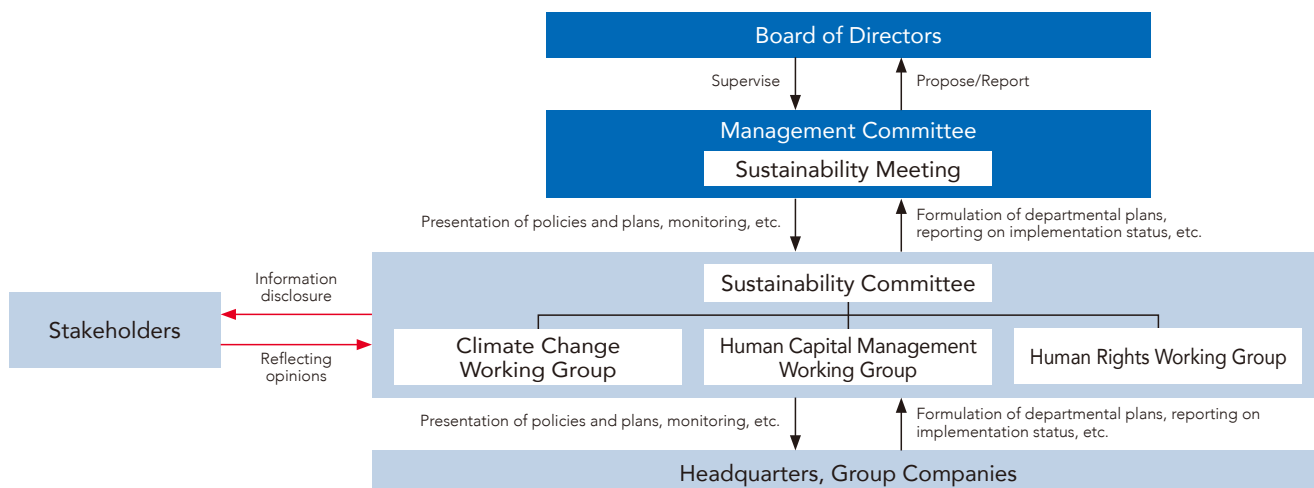 Board of Directors
Supervise
Propose/Report
Management Committee
Sustainability Meeting
Presentation of policies and plans, monitoring, etc.
Formulation of departmental plans,
reporting on implementation status, etc.
Information
disclosure
Stakeholders
Reflecting
opinions
Sustainability Committee
Climate Change
Working Group
Human Capital Management
Working Group
Human Rights Working Group
Presentation of policies and plans, monitoring, etc.
Formulation of departmental plans, reporting on
implementation status, etc.
Headquarters, Group Companies